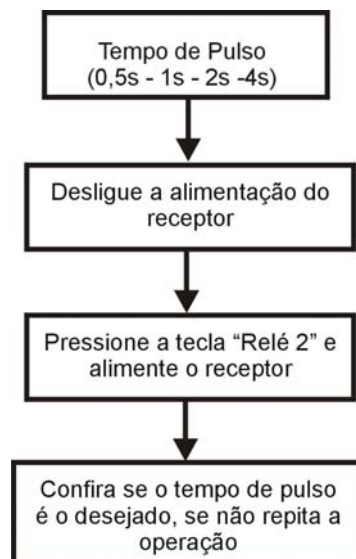 Tempo de Pulso
(0,5s - 1s - 2s -4s)
Desligue a alimentação do
receptor
Pressione a tecla “Relé 2” e
alimente o receptor
Confira se o tempo de pulso
é o desejado, se não repita a
operação